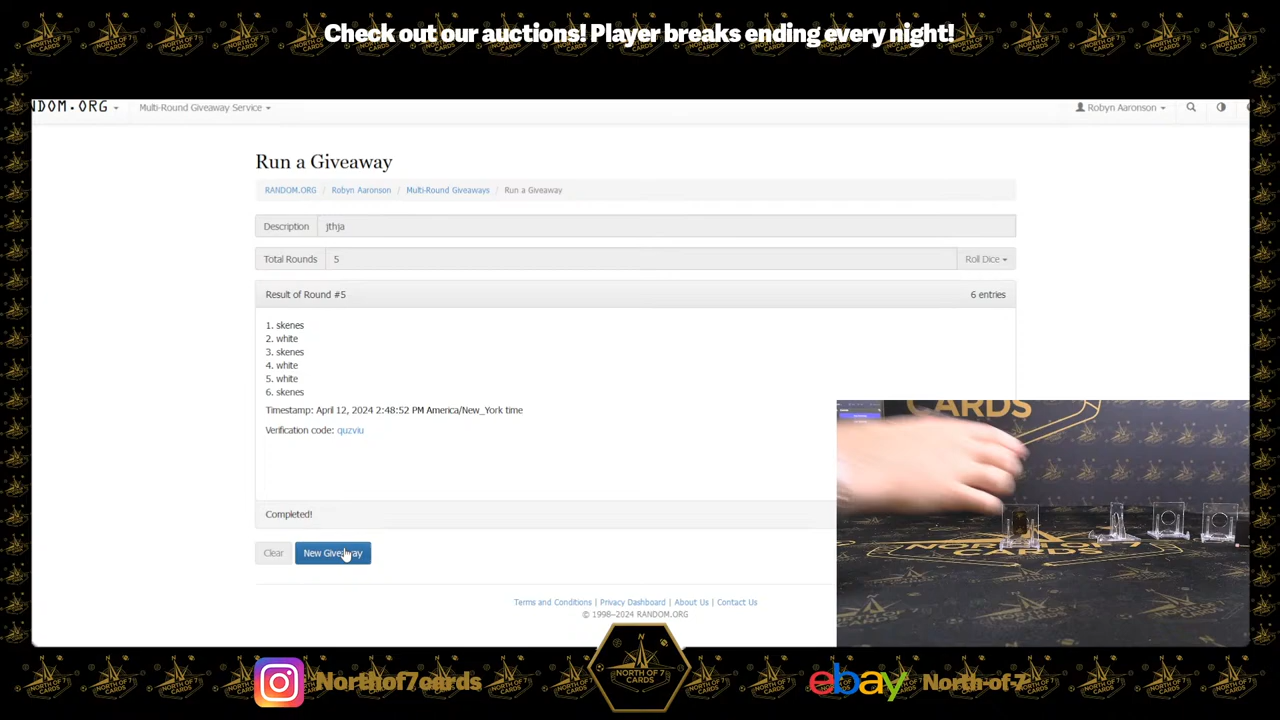 Check out our auctions! Player breaks ending every night!
NDOM.ORG
Multi-Round Giveaway Service
Robyn Aaronson
Run a Giveaway
RANDOM.ORG / Robyn Aaronson / Multi-Round Giveaways / Run a Giveaway
Description jthja
Total Rounds 5 Roll Dice
Result of Round #5 6 entries
1. skenes
2. white
3. skenes
4. white
5. white
6. skenes
Timestamp: April 12, 2024 2:48:52 PM America/New_York time
Verification code: quzviu
Completed!
Clear New Giveaway
Terms and Conditions | Privacy Dashboard | About Us | Contact Us
© 1998–2024 RANDOM.ORG
CARDS
N
NORTH OF 7
CARDS
Northof7cards
ebay North-of-7